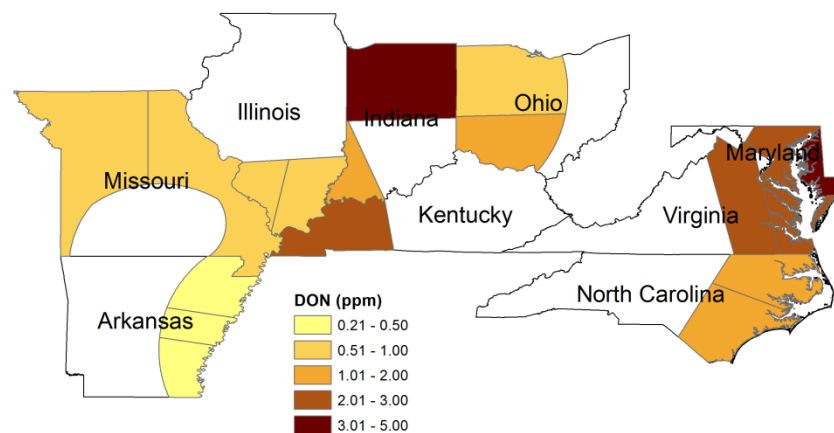 Illinois
Indiana
Ohio
Missouri
Kentucky
Maryland
Virginia
North Carolina
Arkansas
DON (ppm)
0.21 - 0.50
0.51 - 1.00
1.01 - 2.00
2.01 - 3.00
3.01 - 5.00